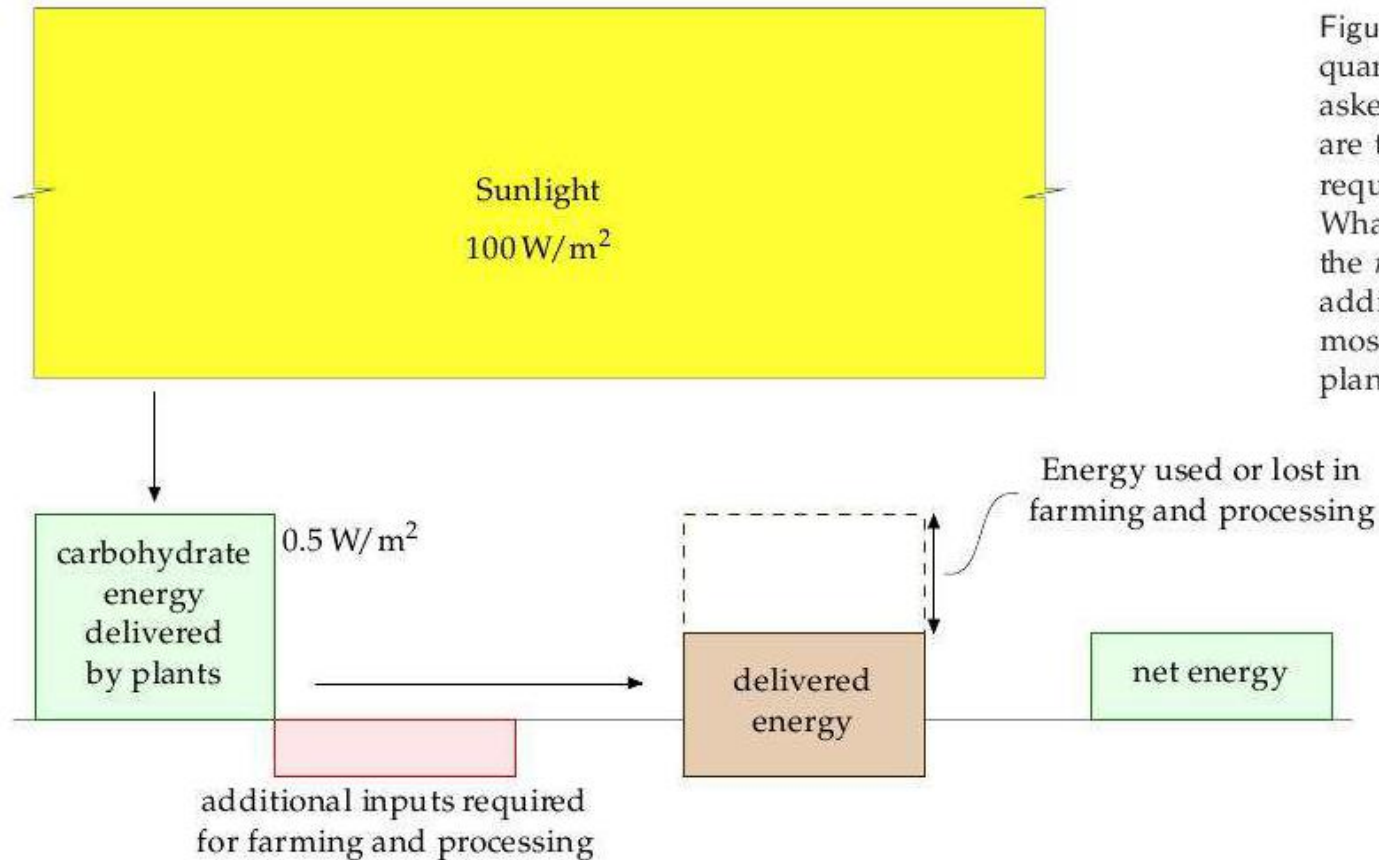 Sunlight
100 W/m²
carbohydrate
energy
delivered
by plants
0.5 W/m²
additional inputs required
for farming and processing
delivered
energy
Energy used or lost in
farming and processing
net energy
Figu
quan
aske
are t
requ
Wha
the
addi
mos
plan